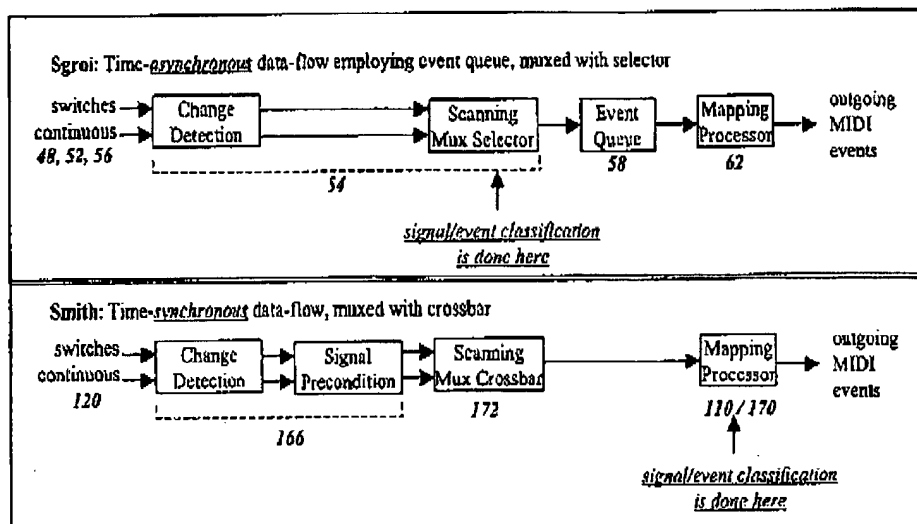 Sgroi: Time-asynchronous data-flow employing event queue, muxed with selector
switches
continuous
48, 52, 56
Change
Detection
Scanning
Mux Selector
Event
Queue
58
Mapping
Processor
62
outgoing
MIDI
events
54
signal/event classification
is done here
Smith: Time-synchronous data-flow, muxed with crossbar
switches
continuous
120
Change
Detection
Signal
Precondition
Scanning
Mux Crossbar
172
Mapping
Processor
110 / 170
outgoing
MIDI
events
166
signal/event classification
is done here